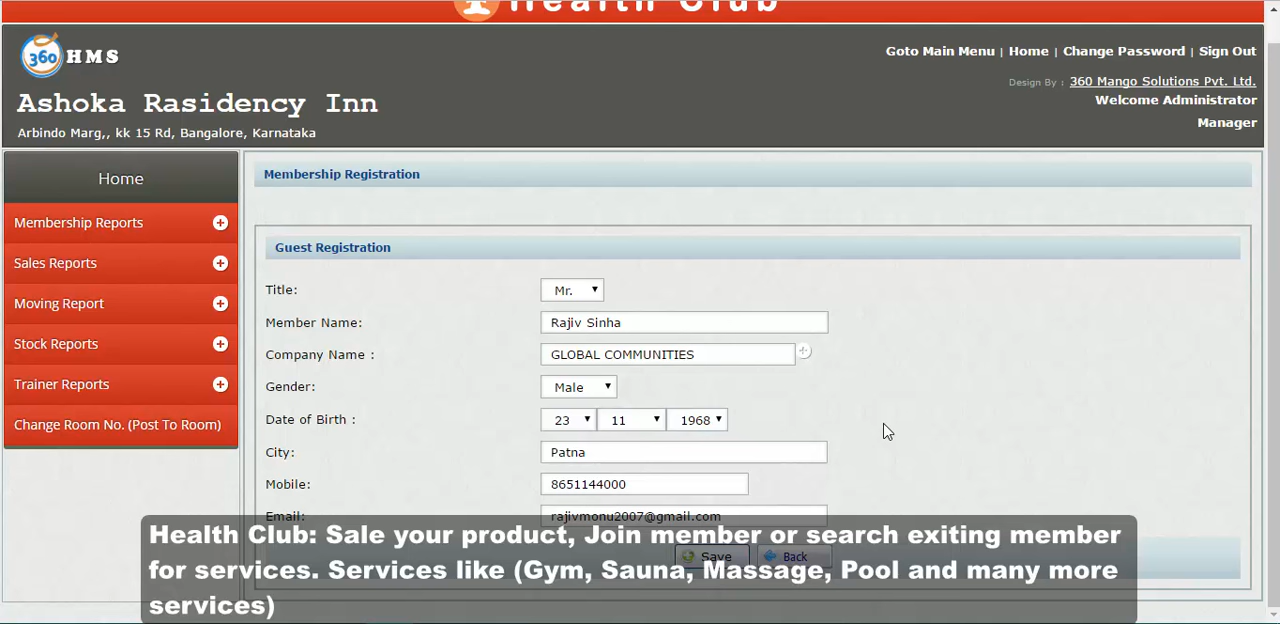 Health Club
360 HMS
Goto Main Menu | Home | Change Password | Sign Out
Design By : 360 Mango Solutions Pvt. Ltd.
Ashoka Rasidency Inn
Welcome Administrator
Arbindo Marg,, kk 15 Rd, Bangalore, Karnataka
Manager
Home
Membership Reports
Sales Reports
Moving Report
Stock Reports
Trainer Reports
Change Room No. (Post To Room)
Membership Registration
Guest Registration
Title: Mr.
Member Name: Rajiv Sinha
Company Name : GLOBAL COMMUNITIES
Gender: Male
Date of Birth : 23 11 1968
City: Patna
Mobile: 8651144000
Email: rajivmonu2007@gmail.com
Save Back
Health Club: Sale your product, Join member or search exiting member
for services. Services like (Gym, Sauna, Massage, Pool and many more
services)